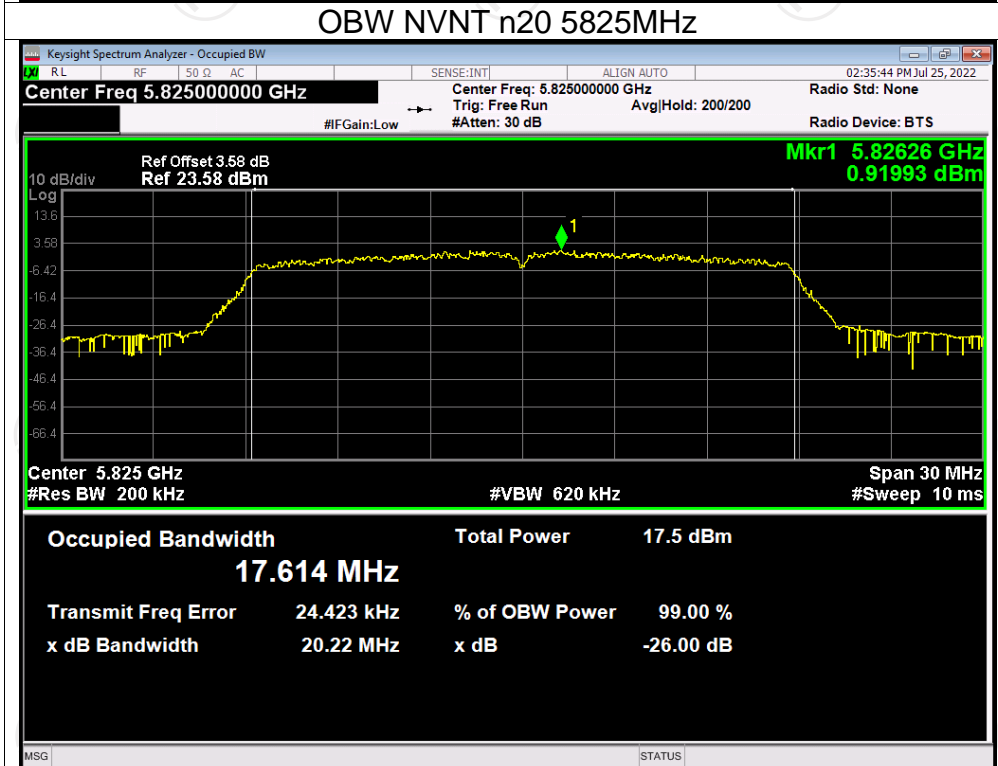 OBW NVNT n20 5825MHz
Keysight Spectrum Analyzer - Occupied BW
LXI RL RF 50 Ω AC SENSE:INT ALIGN AUTO 02:35:44 PM Jul 25, 2022
Center Freq 5.825000000 GHz Center Freq: 5.825000000 GHz Radio Std: None
Trig: Free Run Avg|Hold: 200/200
#IFGain:Low #Atten: 30 dB Radio Device: BTS
Mkr1 5.82626 GHz
0.91993 dBm
Ref Offset 3.58 dB
10 dB/div Ref 23.58 dBm
Log
13.6
1
3.58
-6.42
-16.4
-26.4
-36.4
-46.4
-56.4
-66.4
Center 5.825 GHz Span 30 MHz
#Res BW 200 kHz #VBW 620 kHz #Sweep 10 ms
Occupied Bandwidth Total Power 17.5 dBm
17.614 MHz
Transmit Freq Error 24.423 kHz % of OBW Power 99.00 %
x dB Bandwidth 20.22 MHz x dB -26.00 dB
MSG STATUS